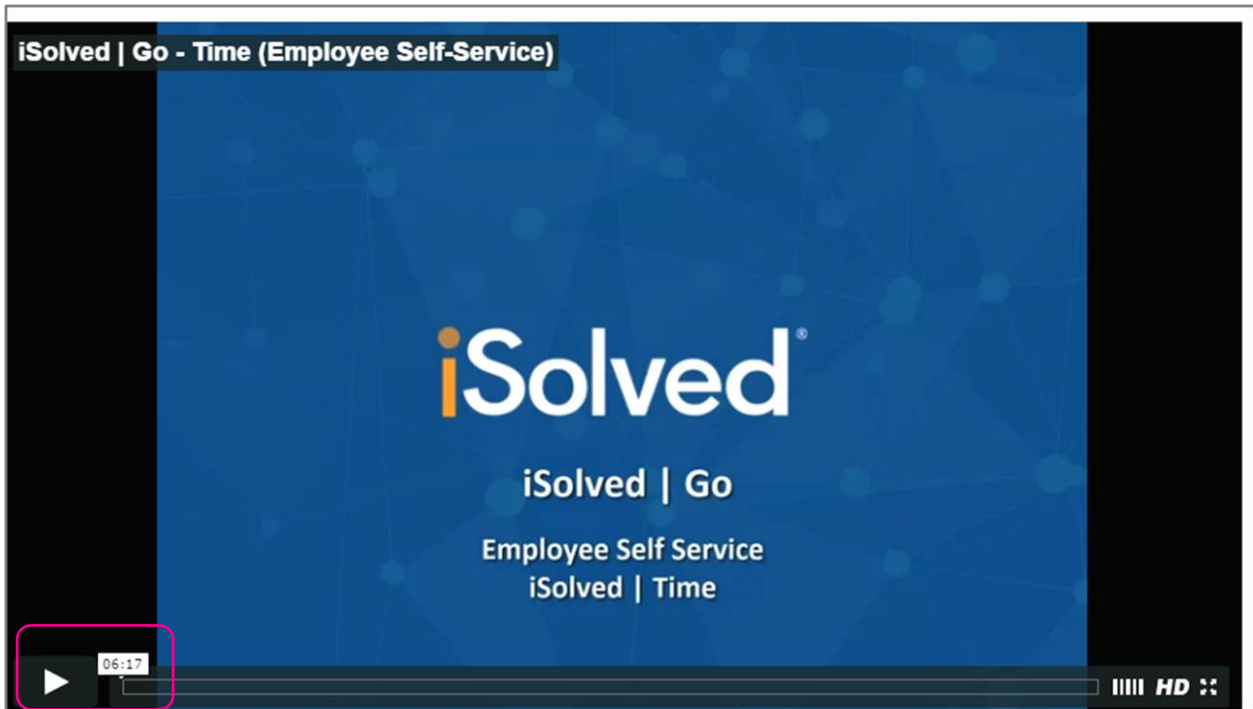 iSolved | Go - Time (Employee Self-Service)
iSolved®
iSolved | Go
Employee Self Service
iSolved | Time
06:17
HD